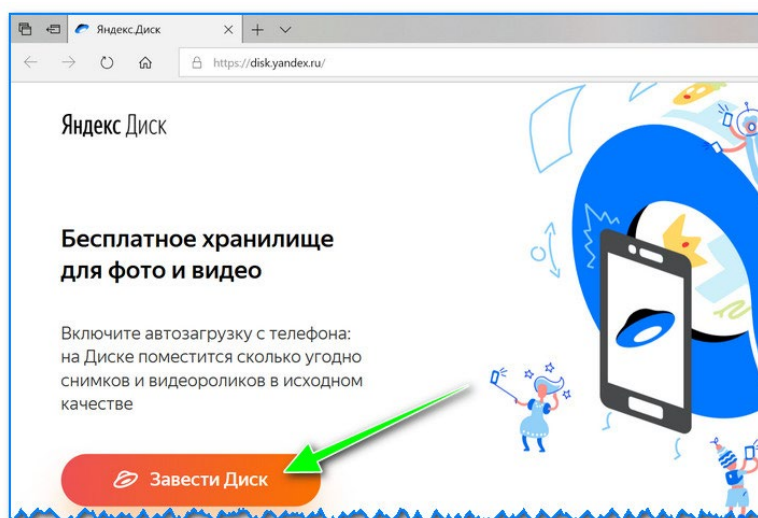 Яндекс.Диск
https://disk.yandex.ru/
Яндекс Диск
Бесплатное хранилище
для фото и видео
Включите автозагрузку с телефона:
на Диске поместится сколько угодно
снимков и видеороликов в исходном
качестве
Завести Диск